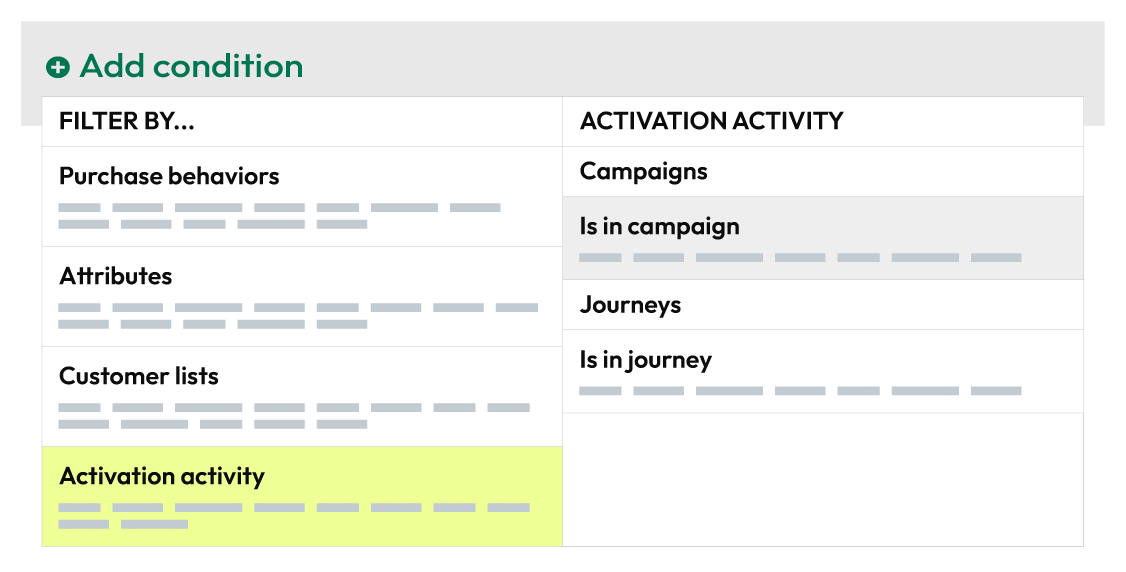 Add condition
FILTER BY...
Purchase behaviors
Attributes
Customer lists
Activation activity
ACTIVATION ACTIVITY
Campaigns
Is in campaign
Journeys
Is in journey